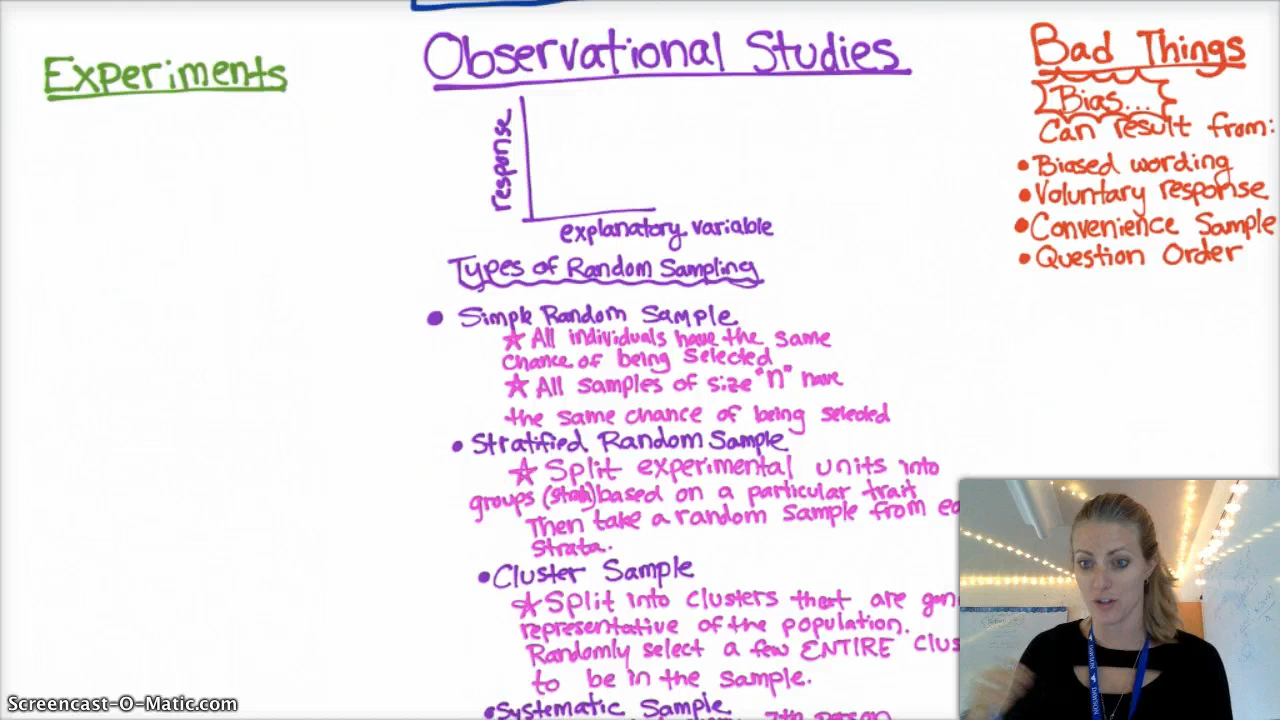 Experiments
Observational Studies
response
explanatory variable
Types of Random Sampling
• Simple Random Sample
☆ All individuals have the same
chance of being selected
☆ All samples of size "n" have
the same chance of being selected
• Stratified Random Sample
☆ Split experimental units into
groups (strata) based on a particular trait
Then take a random sample from
strata.
• Cluster Sample
☆ Split into clusters that are
representative of the population.
Randomly select a few ENTIRE
to be in the sample.
• Systematic Sample
7th person
Bad Things
Bias...
Can result from:
• Biased wording
• Voluntary response
• Convenience Sample
• Question Order
Screencast-O-Matic.com
DAWSON